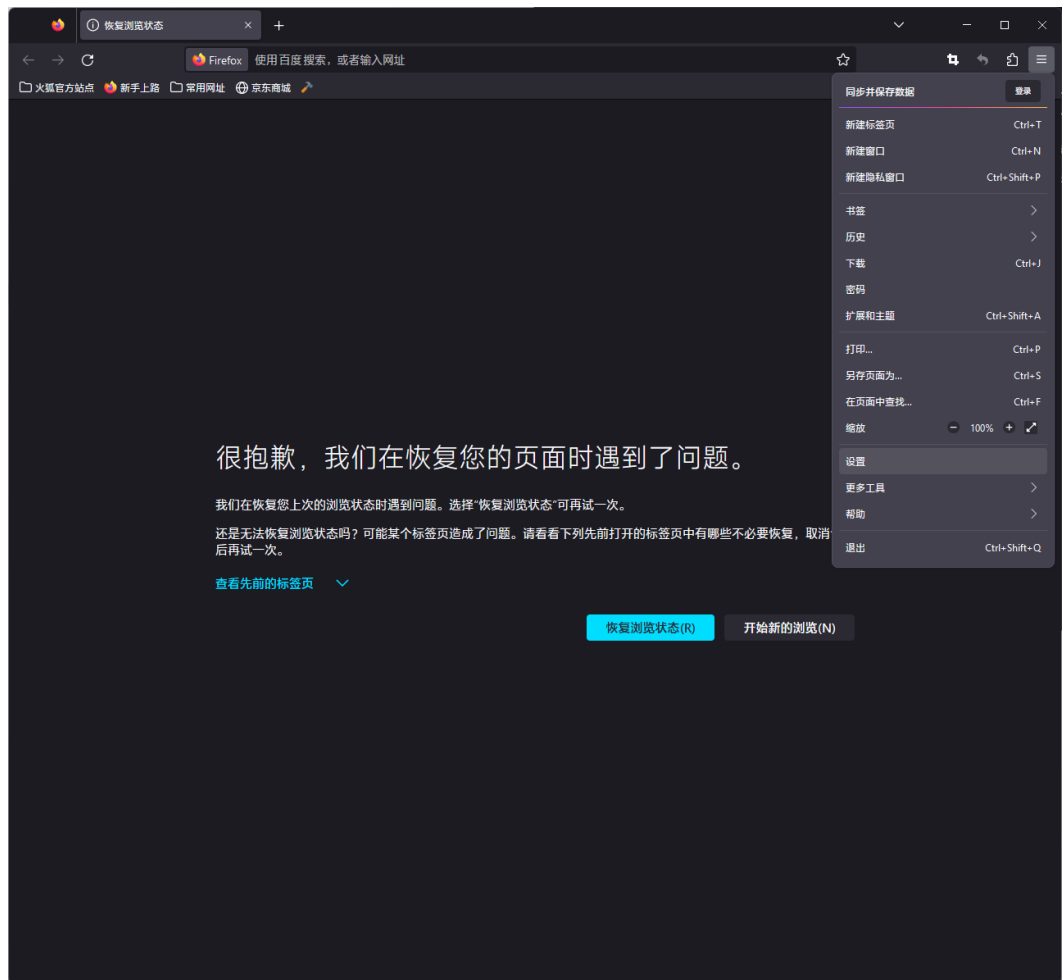 恢复浏览状态
Firefox 使用百度搜索，或者输入网址
火狐官方站点 新手上路 常用网址 京东商城
同步并保存数据 登录
新建标签页 Ctrl+T
新建窗口 Ctrl+N
新建隐私窗口 Ctrl+Shift+P
书签
历史
下载 Ctrl+J
密码
扩展和主题 Ctrl+Shift+A
打印... Ctrl+P
另存页面为... Ctrl+S
在页面中查找... Ctrl+F
缩放 100%
设置
更多工具
帮助
退出 Ctrl+Shift+Q
很抱歉，我们在恢复您的页面时遇到了问题。
我们在恢复您上次的浏览状态时遇到问题。选择“恢复浏览状态”可再试一次。
还是无法恢复浏览状态吗？可能某个标签页造成了问题。请看看下列先前打开的标签页中有哪些不必要恢复，取消
后再试一次。
查看先前的标签页
恢复浏览状态(R) 开始新的浏览(N)